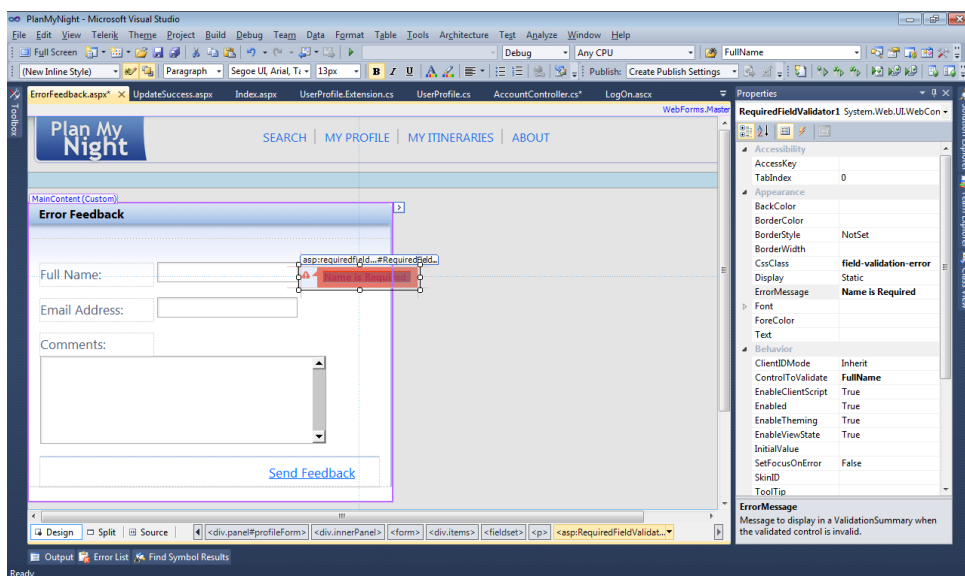 PlanMyNight - Microsoft Visual Studio
File Edit View Telerik Theme Project Build Debug Team Data Format Table Tools Architecture Test Analyze Window Help
Full Screen Debug Any CPU FullName
(New Inline Style) Paragraph Segoe UI, Arial, Ta 13px B I U A Publish: Create Publish Settings
ErrorFeedback.aspx* UpdateSuccess.aspx Index.aspx UserProfile.Extension.cs UserProfile.cs AccountController.cs* LogOn.ascx
Toolbox
WebForms.Master
Plan My
Night
SEARCH | MY PROFILE | MY ITINERARIES | ABOUT
MainContent (Custom)
Error Feedback
asp:requiredfield...#RequiredField...
Full Name:
Name is Required
Email Address:
Comments:
Send Feedback
Design Split Source <div.panel#profileForm> <div.innerPanel> <form> <div.items> <fieldset> <p> <asp:RequiredFieldValidat...
Output Error List Find Symbol Results
Ready
Properties
RequiredFieldValidator1 System.Web.UI.WebCon
Accessibility
AccessKey
TabIndex 0
Appearance
BackColor
BorderColor
BorderStyle NotSet
BorderWidth
CssClass field-validation-error
Display Static
ErrorMessage Name is Required
Font
ForeColor
Text
Behavior
ClientIDMode Inherit
ControlToValidate FullName
EnableClientScript True
Enabled True
EnableTheming True
EnableViewState True
InitialValue
SetFocusOnError False
SkinID
ToolTip
ErrorMessage
Message to display in a ValidationSummary when
the validated control is invalid.
Solution Explorer
Team Explorer
Class View